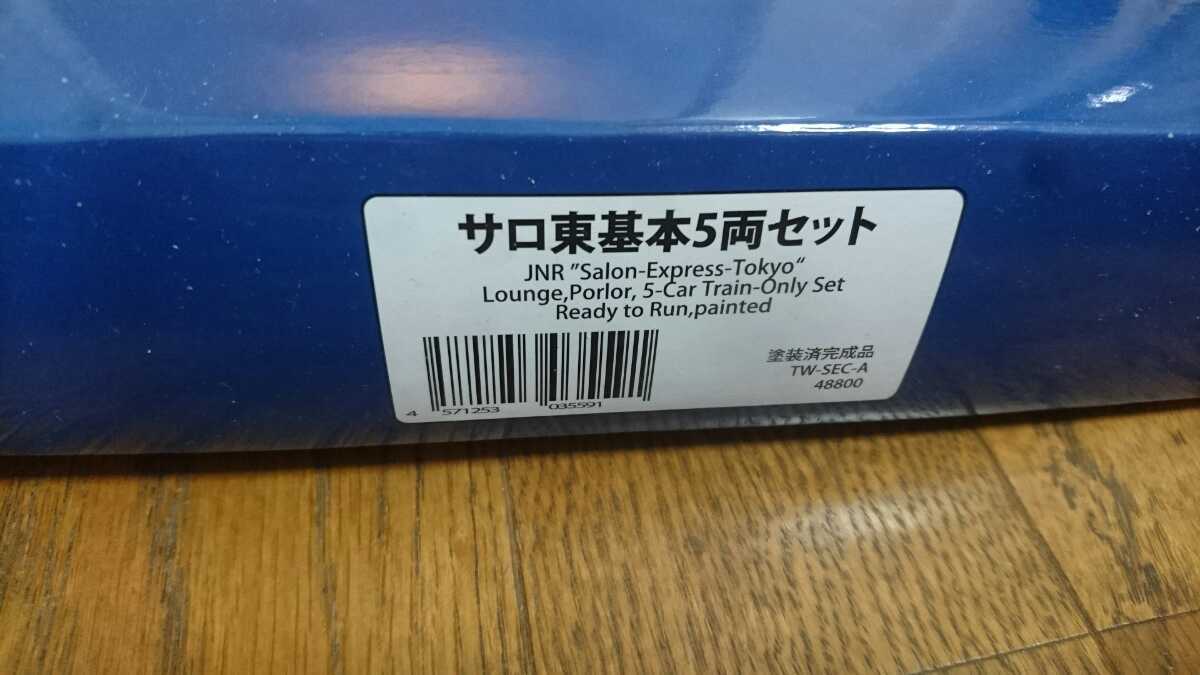 サロ東基本5両セット
JNR ”Salon-Express-Tokyo“
Lounge,Porlor, 5-Car Train-Only Set
Ready to Run,painted
塗装済完成品
TW-SEC-A
48800
4 571253 035591